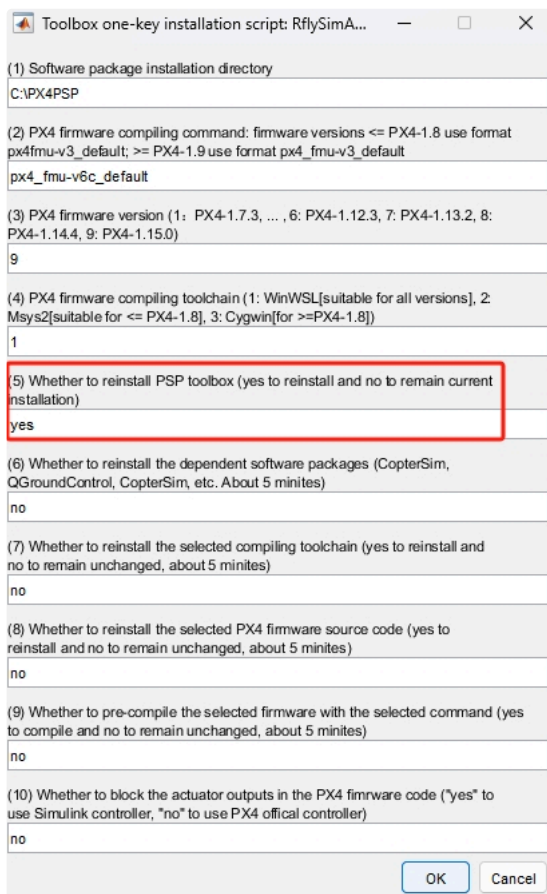 Toolbox one-key installation script: RflySimA...
(1) Software package installation directory
C:\PX4PSP
(2) PX4 firmware compiling command: firmware versions <= PX4-1.8 use format
px4fmu-v3_default; >= PX4-1.9 use format px4_fmu-v3_default
px4_fmu-v6c_default
(3) PX4 firmware version (1: PX4-1.7.3, ... , 6: PX4-1.12.3, 7: PX4-1.13.2, 8:
PX4-1.14.4, 9: PX4-1.15.0)
9
(4) PX4 firmware compiling toolchain (1: WinWSL[suitable for all versions], 2:
Msys2[suitable for <= PX4-1.8], 3: Cygwin[for >=PX4-1.8])
1
(5) Whether to reinstall PSP toolbox (yes to reinstall and no to remain current
installation)
yes
(6) Whether to reinstall the dependent software packages (CopterSim,
QGroundControl, CopterSim, etc. About 5 minites)
no
(7) Whether to reinstall the selected compiling toolchain (yes to reinstall and
no to remain unchanged, about 5 minites)
no
(8) Whether to reinstall the selected PX4 firmware source code (yes to
reinstall and no to remain unchanged, about 5 minites)
no
(9) Whether to pre-compile the selected firmware with the selected command (yes
to compile and no to remain unchanged, about 5 minites)
no
(10) Whether to block the actuator outputs in the PX4 fimrware code ("yes" to
use Simulink controller, "no" to use PX4 offical controller)
no
OK Cancel